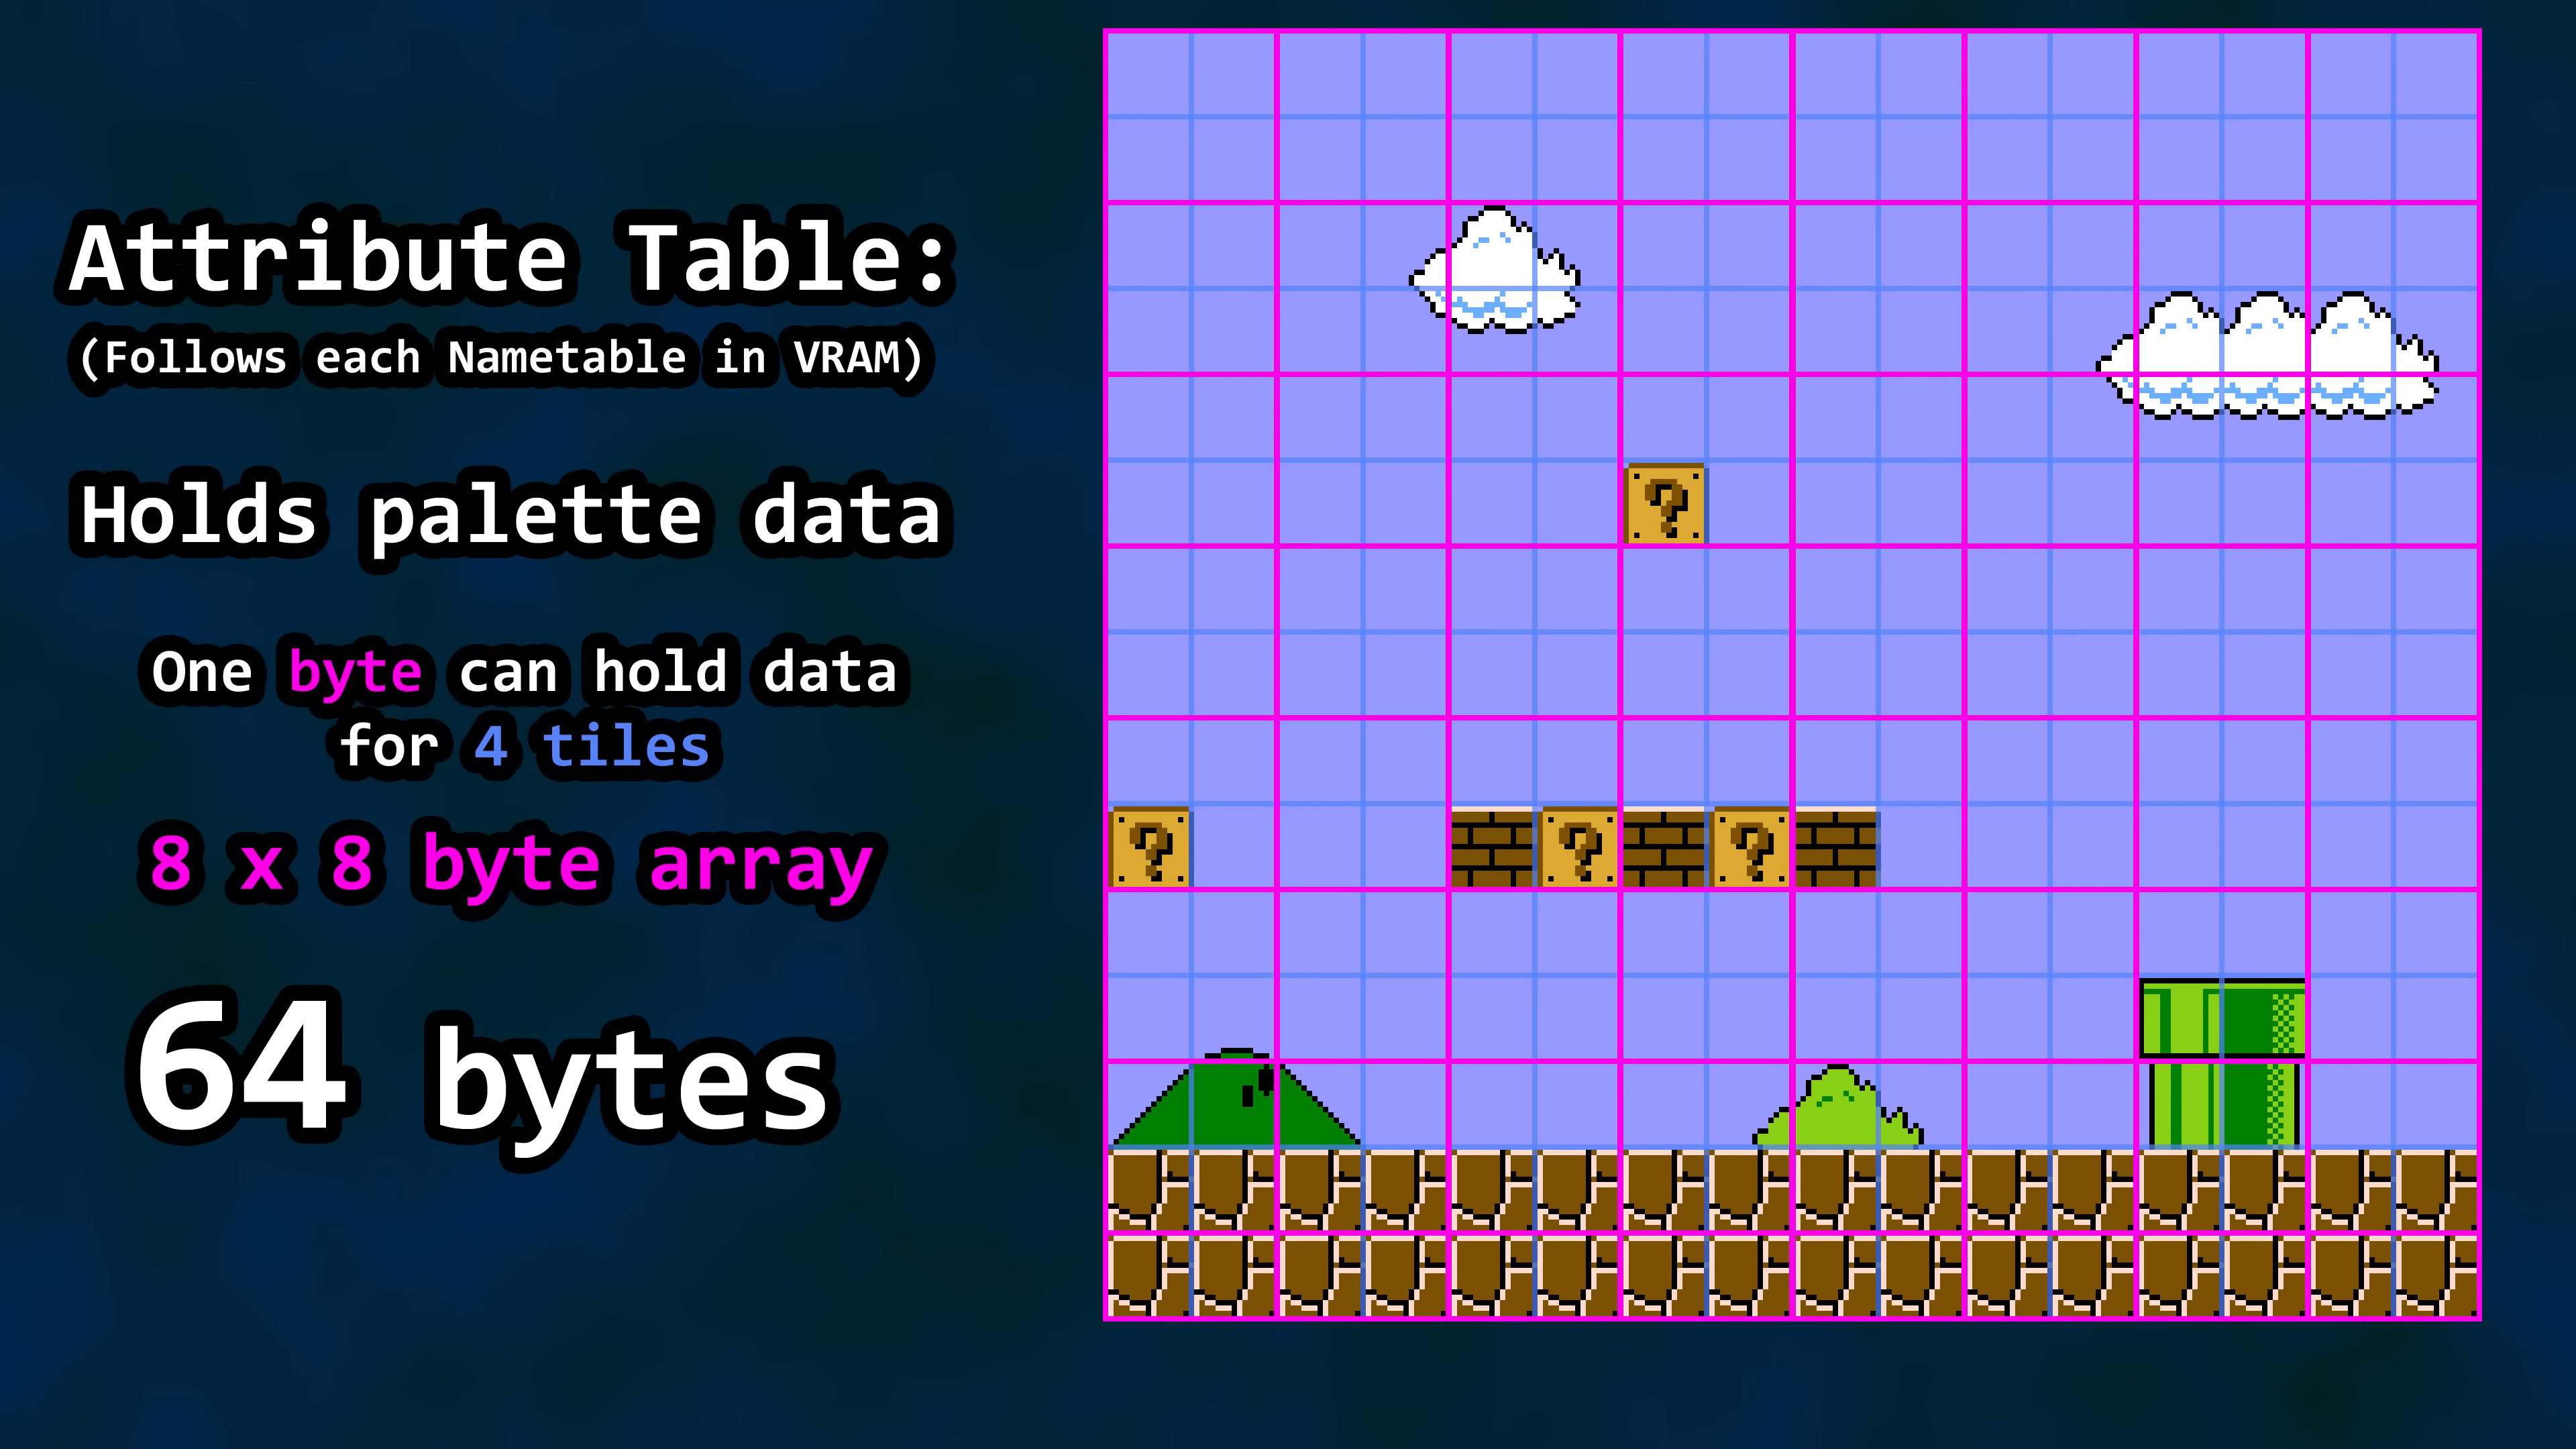 Attribute Table:
(Follows each Nametable in VRAM)
Holds palette data
One byte can hold data
for 4 tiles
8 x 8 byte array
64 bytes
?
?
?
?